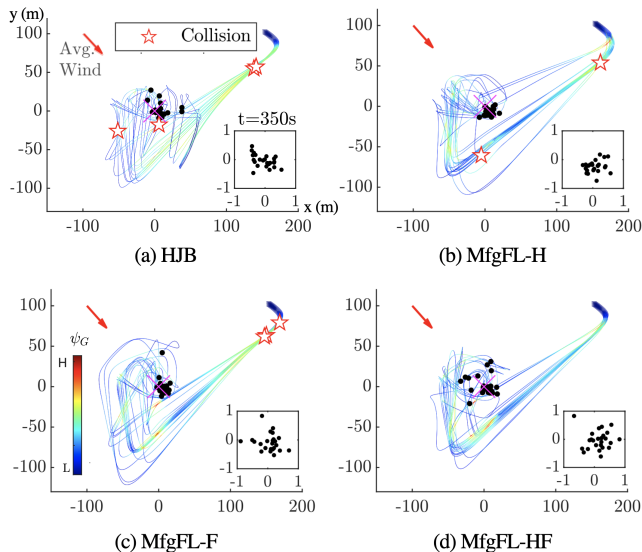 y (m)
100
Avg.
Wind
Collision
50
0
t=350s
-50
1
0
-100
-1
-1 0 1
-100 0 100 200
x (m)
(a) HJB
100
50
0
-50
1
0
-100
-1
-1 0 1
-100 0 100 200
(b) MfgFL-H
100
ψG
50
H
0
-50
1
0
L
-100
-1
-1 0 1
-100 0 100 200
(c) MfgFL-F
100
50
0
-50
1
0
-100
-1
-1 0 1
-100 0 100 200
(d) MfgFL-HF